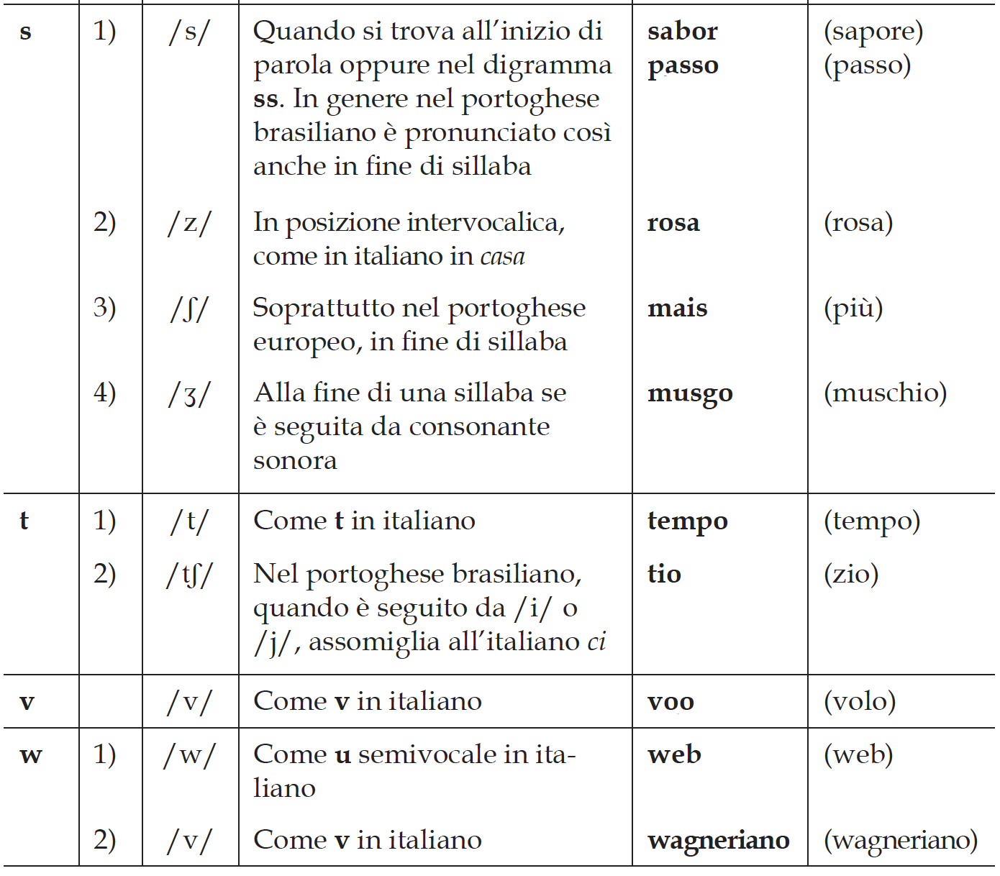 s 1) /s/ Quando si trova all'inizio di sabor (sapore)
parola oppure nel digramma passo (passo)
ss. In genere nel portoghese
brasiliano è pronunciato così
anche in fine di sillaba
2) /z/ In posizione intervocalica, rosa (rosa)
come in italiano in casa
3) /ʃ/ Soprattutto nel portoghese mais (più)
europeo, in fine di sillaba
4) /ʒ/ Alla fine di una sillaba se musgo (muschio)
è seguita da consonante
sonora
t 1) /t/ Come t in italiano tempo (tempo)
2) /tʃ/ Nel portoghese brasiliano, tio (zio)
quando è seguito da /i/ o
/j/, assomiglia all'italiano ci
v /v/ Come v in italiano voo (volo)
w 1) /w/ Come u semivocale in ita- web (web)
liano
2) /v/ Come v in italiano wagneriano (wagneriano)